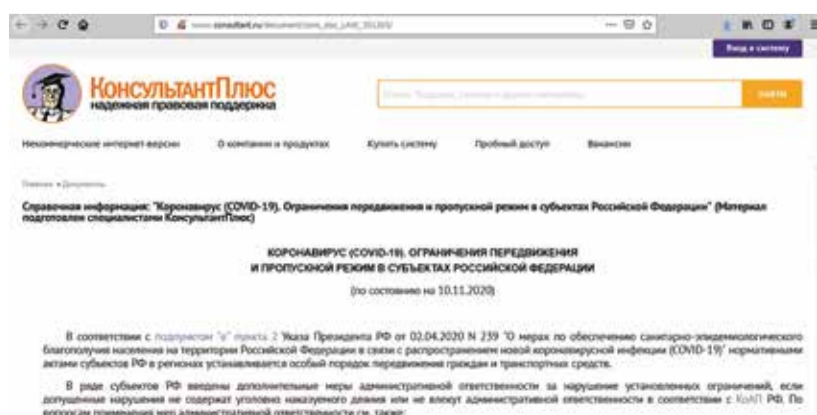 www.consultant.ru/document/cons_doc_LAW_
Вход в систему
КонсультантПлюс
надежная правовая поддержка
НАЙТИ
Некоммерческие интернет-версии О компании и продуктах Купить систему Пробный доступ Вакансии
Главная Документы
Справочная информация: "Коронавирус (COVID-19). Ограничения передвижения и пропускной режим в субъектах Российской Федерации" (Материал
подготовлен специалистами КонсультантПлюс)
КОРОНАВИРУС (COVID-19). ОГРАНИЧЕНИЯ ПЕРЕДВИЖЕНИЯ
И ПРОПУСКНОЙ РЕЖИМ В СУБЪЕКТАХ РОССИЙСКОЙ ФЕДЕРАЦИИ
(по состоянию на 10.11.2020)
В соответствии с подпунктом "в" пункта 2 Указа Президента РФ от 02.04.2020 N 239 "О мерах по обеспечению санитарно-эпидемиологического
благополучия населения на территории Российской Федерации в связи с распространением новой коронавирусной инфекции (COVID-19)" нормативными
актами субъектов РФ в регионах устанавливается особый порядок передвижения граждан и транспортных средств.
В ряде субъектов РФ введены дополнительные меры административной ответственности за нарушение установленных ограничений, если
допущенные нарушения не содержат уголовно наказуемого деяния или не влекут административной ответственности в соответствии с КоАП РФ. По
вопросам применения мер административной ответственности см. также: